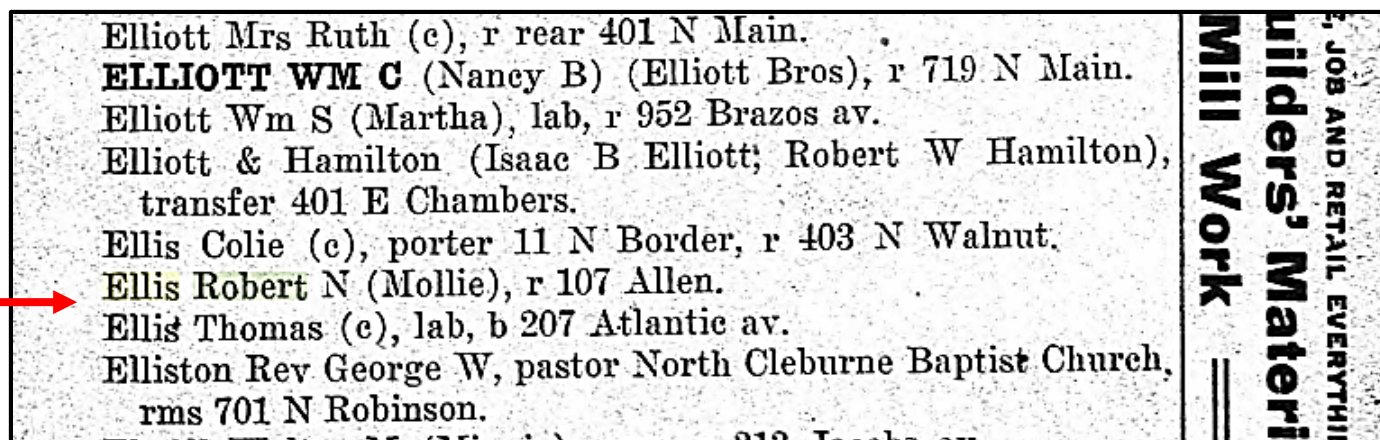 Elliott Mrs Ruth (c), r rear 401 N Main.
ELLIOTT WM C (Nancy B) (Elliott Bros), r 719 N Main.
Elliott Wm S (Martha), lab, r 952 Brazos av.
Elliott & Hamilton (Isaac B Elliott, Robert W Hamilton),
transfer 401 E Chambers.
Ellis Colie (c), porter 11 N Border, r 403 N Walnut.
Ellis Robert N (Mollie), r 107 Allen.
Ellis Thomas (c), lab, b 207 Atlantic av.
Elliston Rev George W, pastor North Cleburne Baptist Church,
rms 701 N Robinson.
Mill Work
uilders' Materi
JOB AND RETAIL EVERYTHI